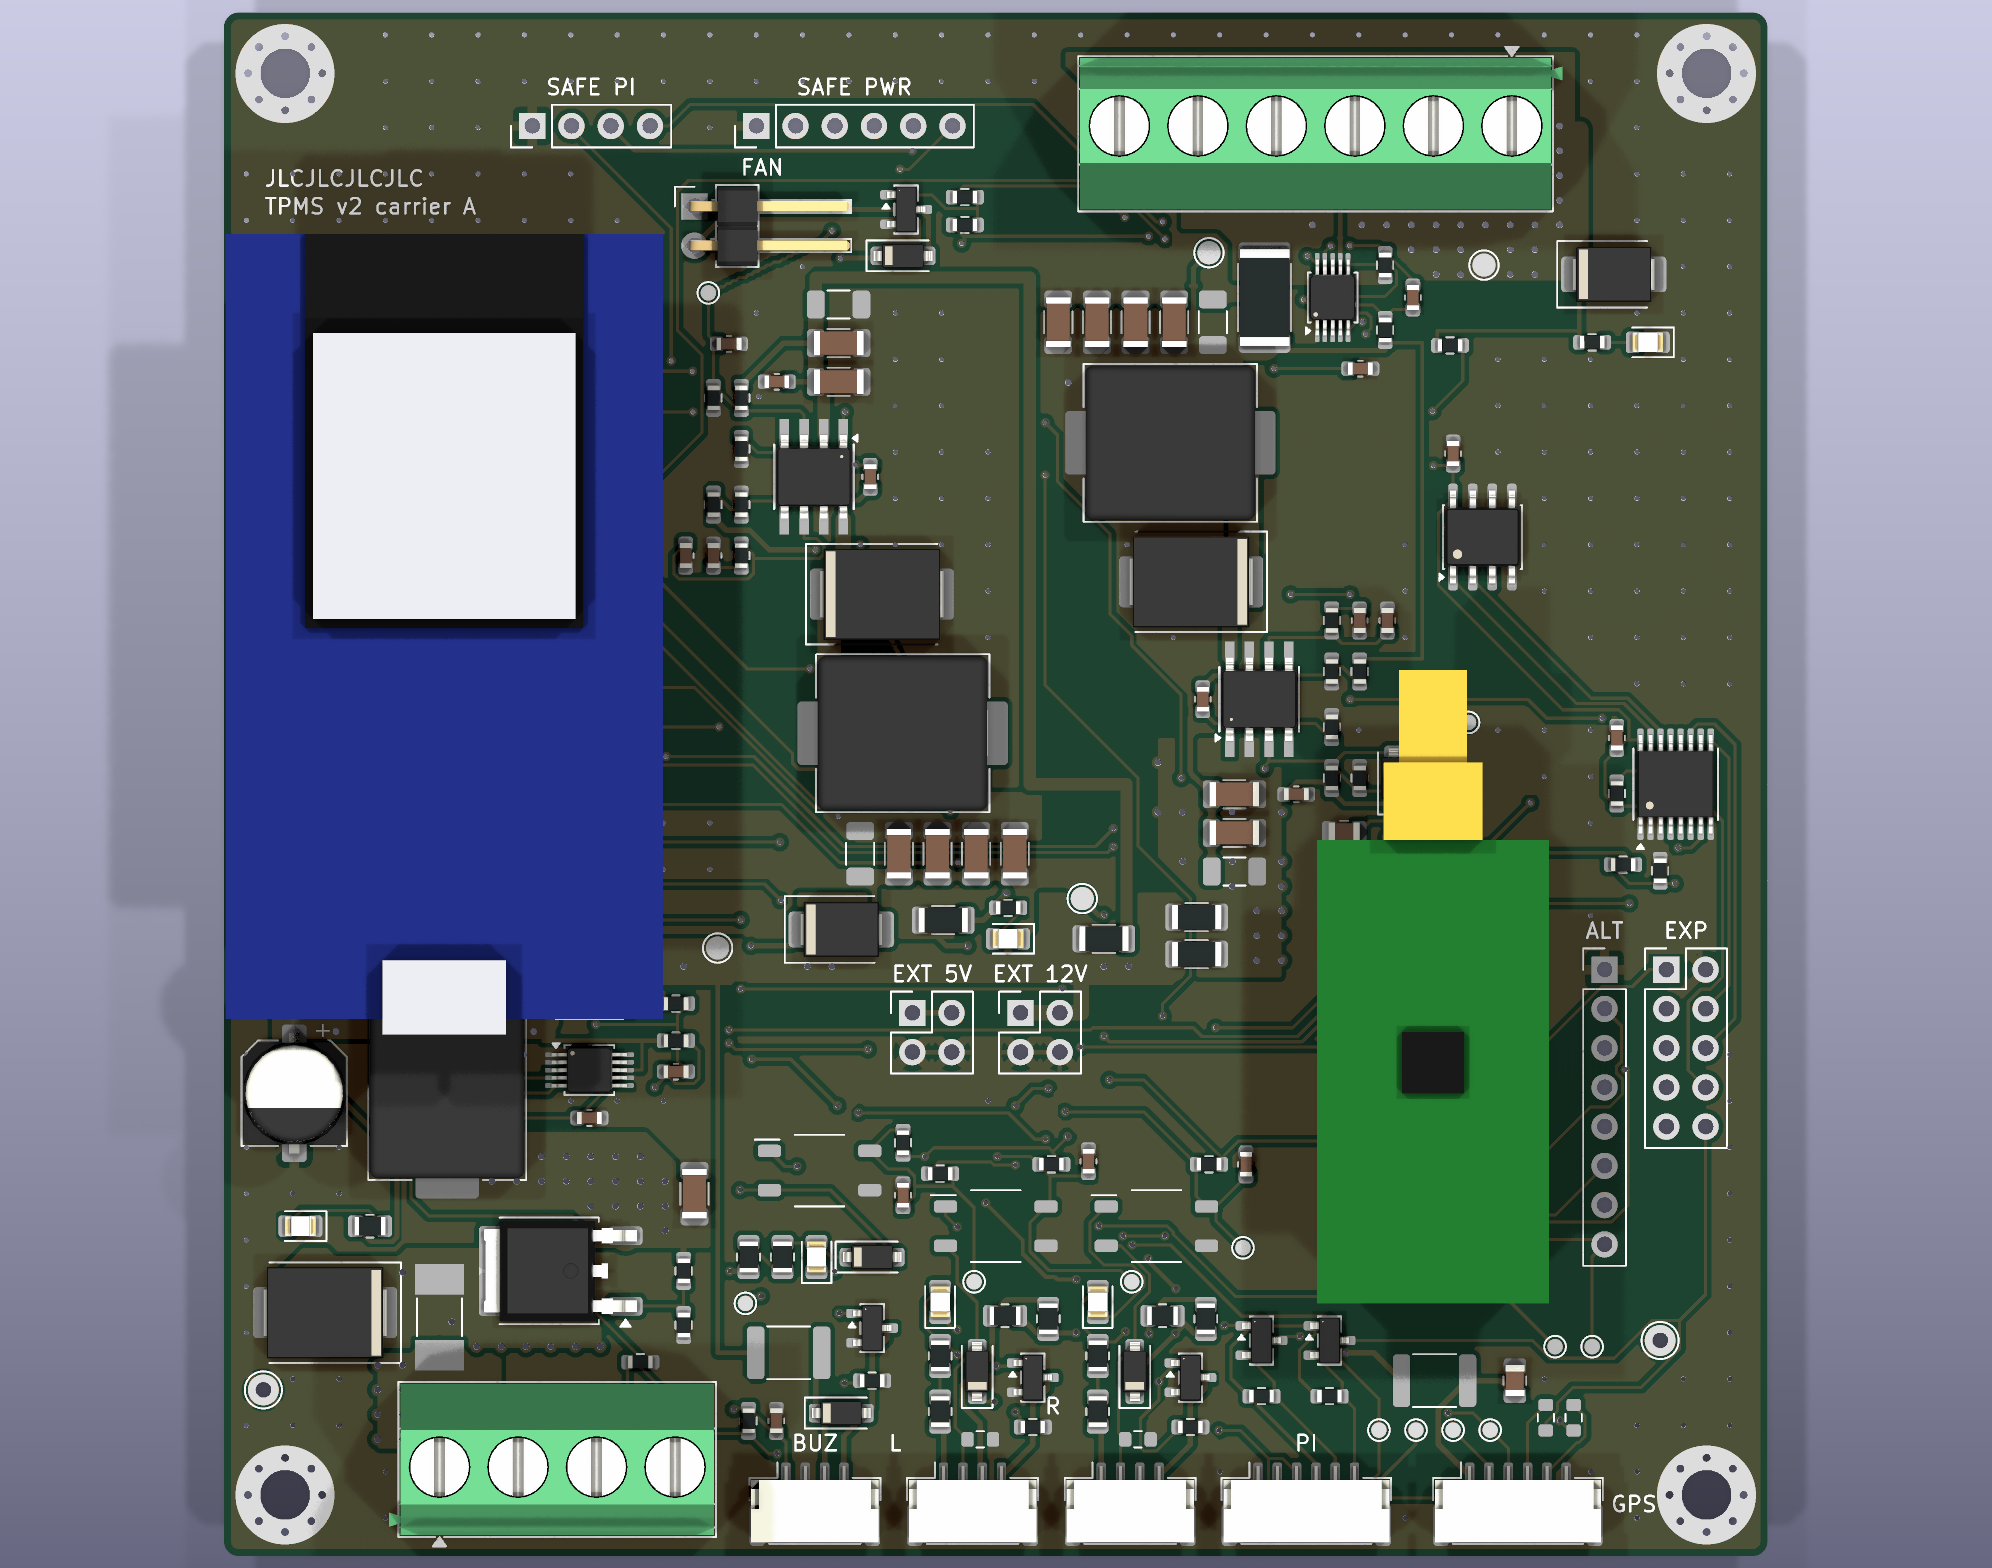 SAFE PI
SAFE PWR
FAN
JLCJLCJLCJLC
TPMS v2 carrier A
ALT
EXP
EXT 5V
EXT 12V
+
R
BUZ
L
PI
GPS